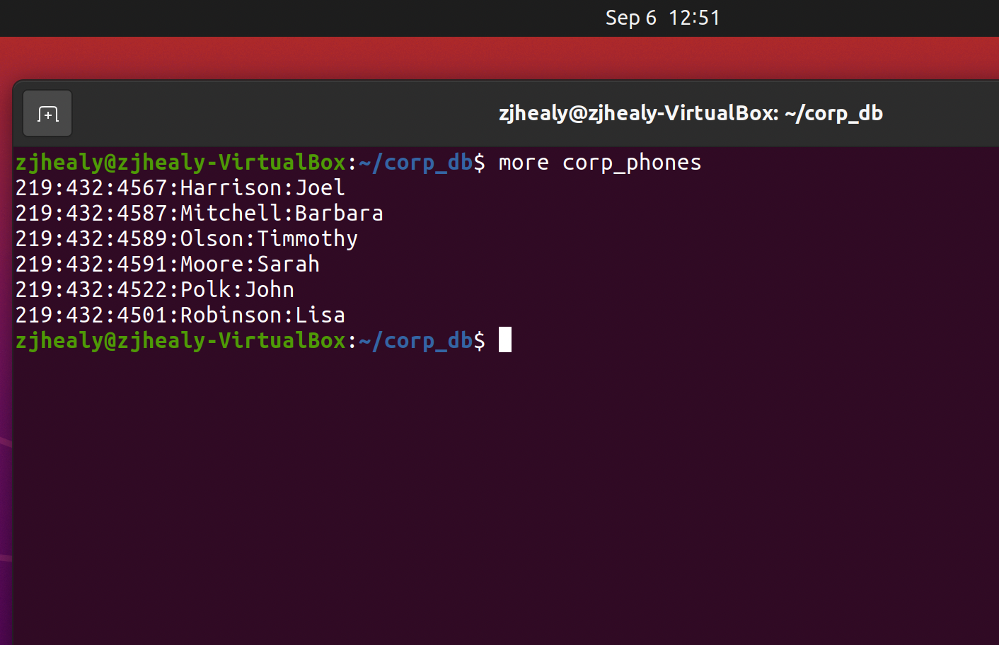 Sep 6 12:51
zjhealy@zjhealy-VirtualBox: ~/corp_db
zjhealy@zjhealy-VirtualBox:~/corp_db$ more corp_phones
219:432:4567:Harrison:Joel
219:432:4587:Mitchell:Barbara
219:432:4589:Olson:Timmothy
219:432:4591:Moore:Sarah
219:432:4522:Polk:John
219:432:4501:Robinson:Lisa
zjhealy@zjhealy-VirtualBox:~/corp_db$